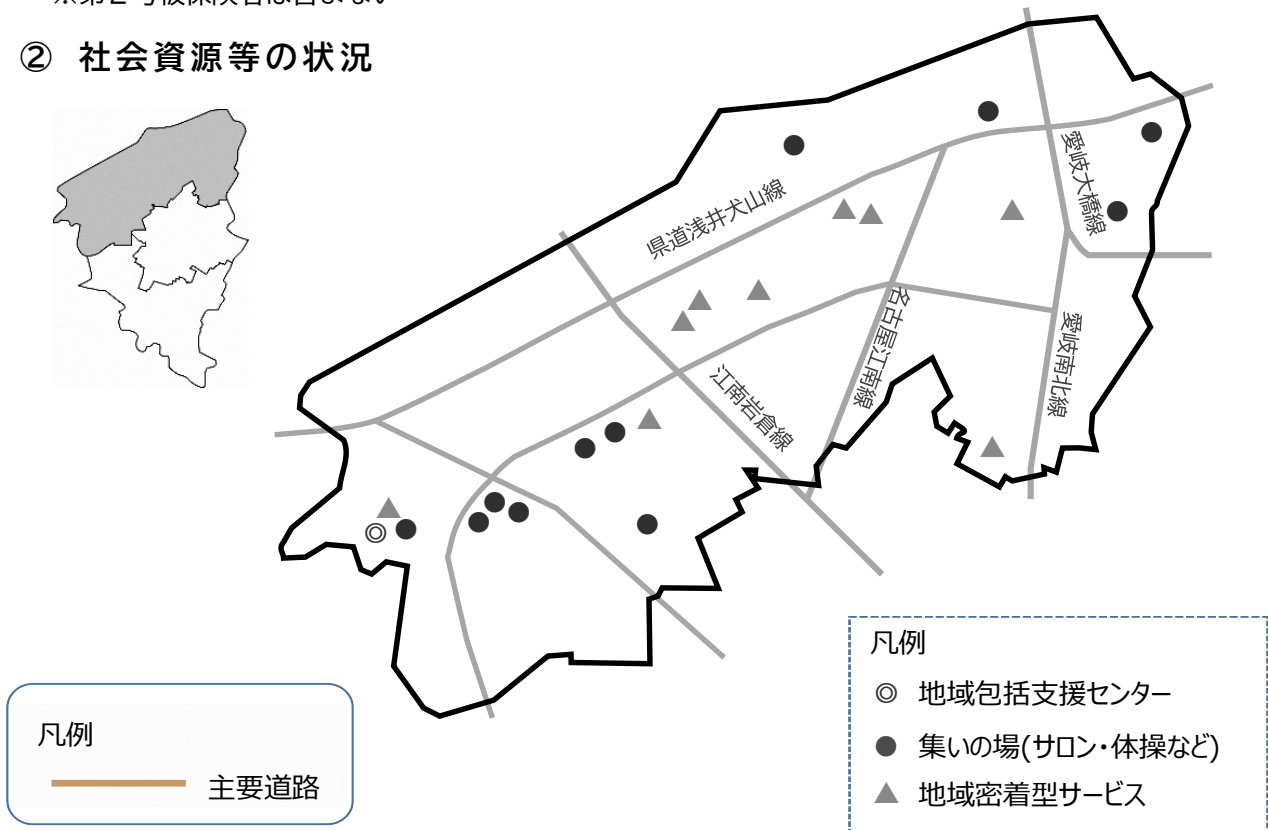 ② 社会資源等の状況
愛岐大橋線
県道浅井犬山線
名古屋江南線
愛岐南北線
江南岩倉線
凡例
主要道路
凡例
◎ 地域包括支援センター
● 集いの場(サロン・体操など)
▲ 地域密着型サービス